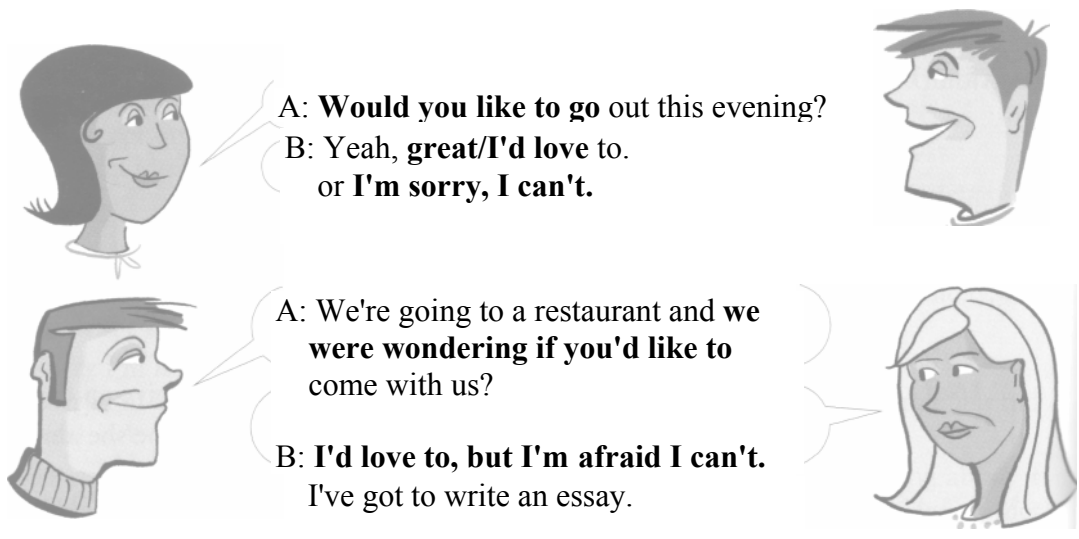 A: Would you like to go out this evening?
B: Yeah, great/I'd love to.
or I'm sorry, I can't.
A: We're going to a restaurant and we
were wondering if you'd like to
come with us?
B: I'd love to, but I'm afraid I can't.
I've got to write an essay.